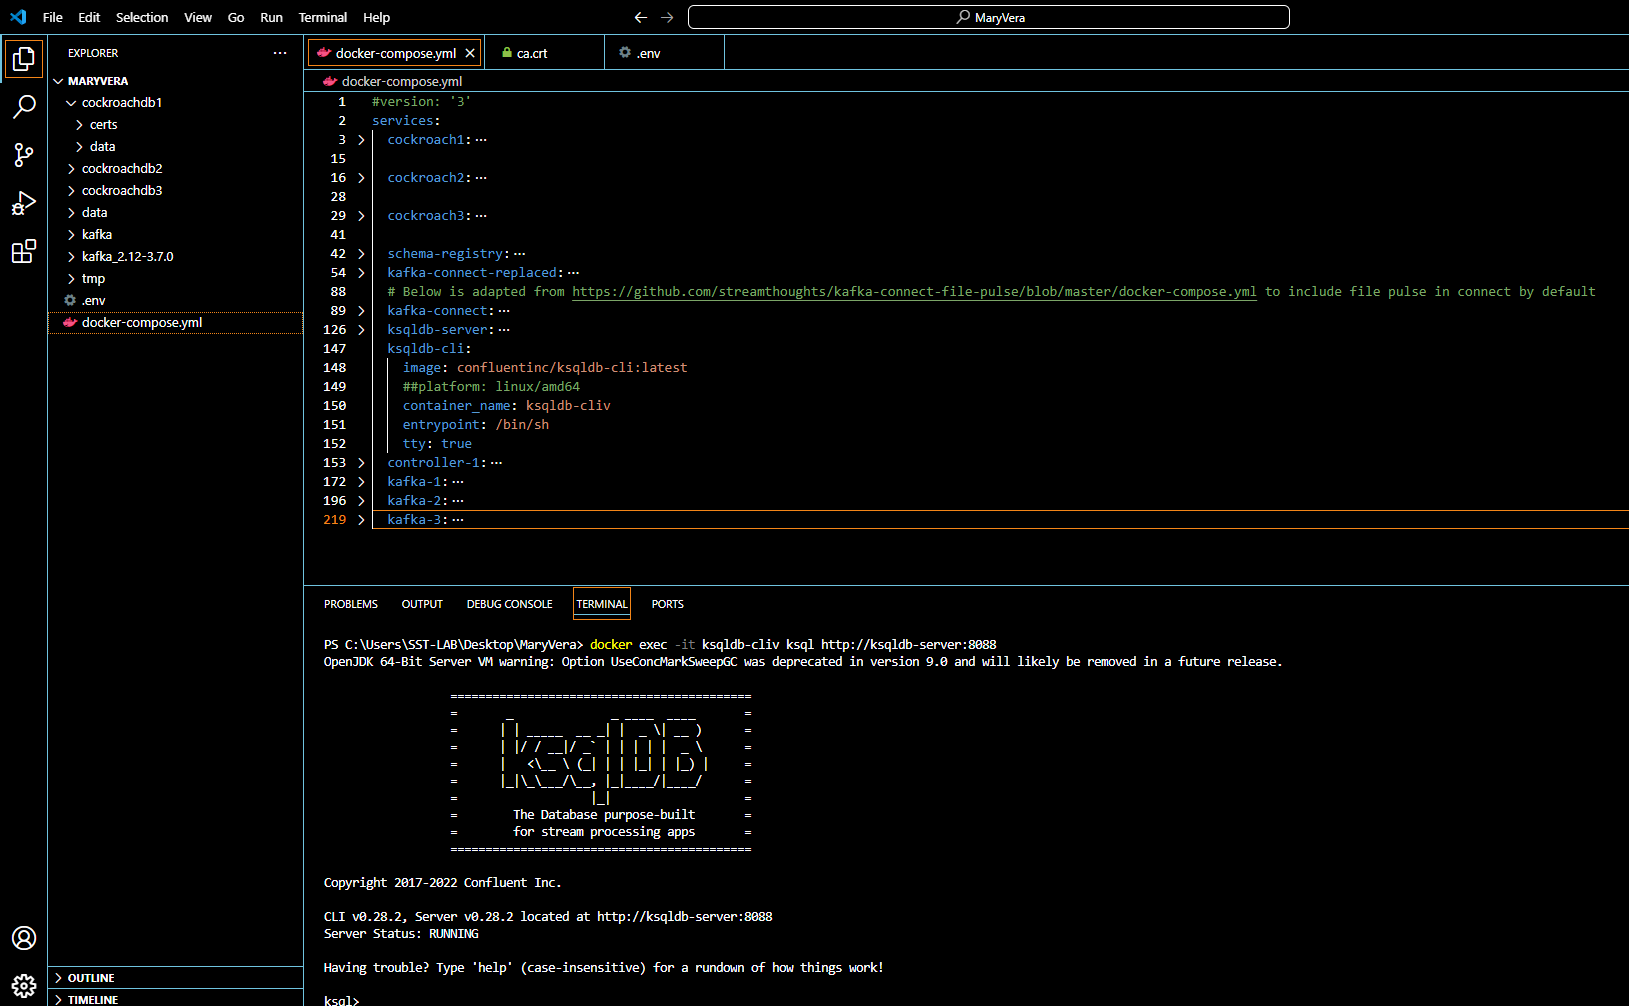 File Edit Selection View Go Run Terminal Help
MaryVera
EXPLORER
MARYVERA
cockroachdb1
certs
data
cockroachdb2
cockroachdb3
data
kafka
kafka_2.12-3.7.0
tmp
.env
docker-compose.yml
OUTLINE
TIMELINE
docker-compose.yml ca.crt .env
docker-compose.yml
1 #version: '3'
2 services:
3 cockroach1:···
15
16 cockroach2:···
28
29 cockroach3:···
41
42 schema-registry:···
54 kafka-connect-replaced:···
88 # Below is adapted from https://github.com/streamthoughts/kafka-connect-file-pulse/blob/master/docker-compose.yml to include file pulse in connect by default
89 kafka-connect:···
126 ksqldb-server:···
147 ksqldb-cli:
148 image: confluentinc/ksqldb-cli:latest
149 ##platform: linux/amd64
150 container_name: ksqldb-cliv
151 entrypoint: /bin/sh
152 tty: true
153 controller-1:···
172 kafka-1:···
196 kafka-2:···
219 kafka-3:···
PROBLEMS OUTPUT DEBUG CONSOLE TERMINAL PORTS
PS C:\Users\SST-LAB\Desktop\MaryVera> docker exec -it ksqldb-cliv ksql http://ksqldb-server:8088
OpenJDK 64-Bit Server VM warning: Option UseConcMarkSweepGC was deprecated in version 9.0 and will likely be removed in a future release.
===========================================
=       _              _ ____  ____       =
=      | | _____  __ _| |  _ \| __ )      =
=      | |/ / __|/ _` | | | | |  _ \      =
=      |   <\__ \ (_| | | |_| | |_) |     =
=      |_|\_\___/\__, |_|____/|____/      =
=                   |_|                   =
=        The Database purpose-built       =
=        for stream processing apps       =
===========================================
Copyright 2017-2022 Confluent Inc.
CLI v0.28.2, Server v0.28.2 located at http://ksqldb-server:8088
Server Status: RUNNING
Having trouble? Type 'help' (case-insensitive) for a rundown of how things work!
ksql>